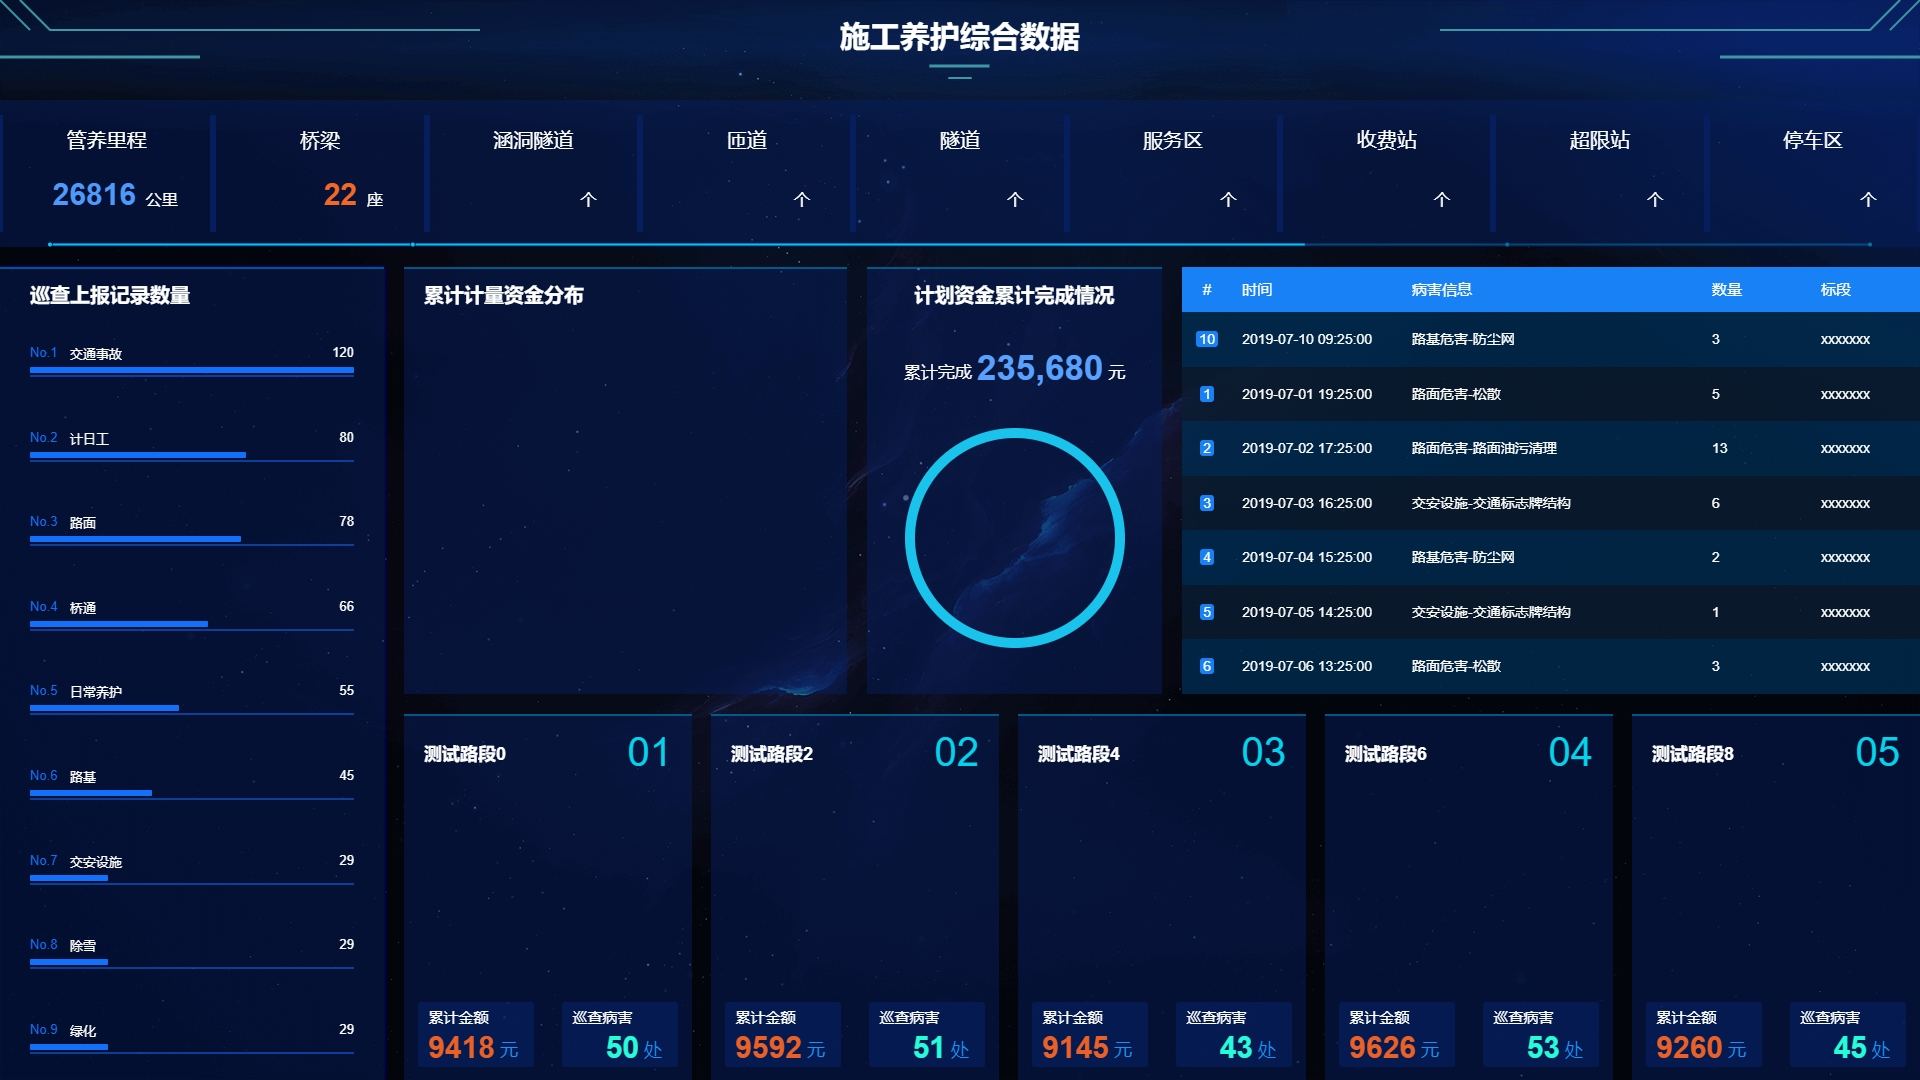 施工养护综合数据
管养里程
26816 公里
桥梁
22 座
涵洞隧道
个
匝道
个
隧道
个
服务区
个
收费站
个
超限站
个
停车区
个
巡查上报记录数量
No.1 交通事故 120
No.2 计日工 80
No.3 路面 78
No.4 桥通 66
No.5 日常养护 55
No.6 路基 45
No.7 交安设施 29
No.8 除雪 29
No.9 绿化 29
累计计量资金分布
计划资金累计完成情况
累计完成 235,680 元
# 时间 病害信息 数量 标段
10 2019-07-10 09:25:00 路基危害-防尘网 3 xxxxxxx
1 2019-07-01 19:25:00 路面危害-松散 5 xxxxxxx
2 2019-07-02 17:25:00 路面危害-路面油污清理 13 xxxxxxx
3 2019-07-03 16:25:00 交安设施-交通标志牌结构 6 xxxxxxx
4 2019-07-04 15:25:00 路基危害-防尘网 2 xxxxxxx
5 2019-07-05 14:25:00 交安设施-交通标志牌结构 1 xxxxxxx
6 2019-07-06 13:25:00 路面危害-松散 3 xxxxxxx
测试路段0 01
累计金额 巡查病害
9418 元 50 处
测试路段2 02
累计金额 巡查病害
9592 元 51 处
测试路段4 03
累计金额 巡查病害
9145 元 43 处
测试路段6 04
累计金额 巡查病害
9626 元 53 处
测试路段8 05
累计金额 巡查病害
9260 元 45 处